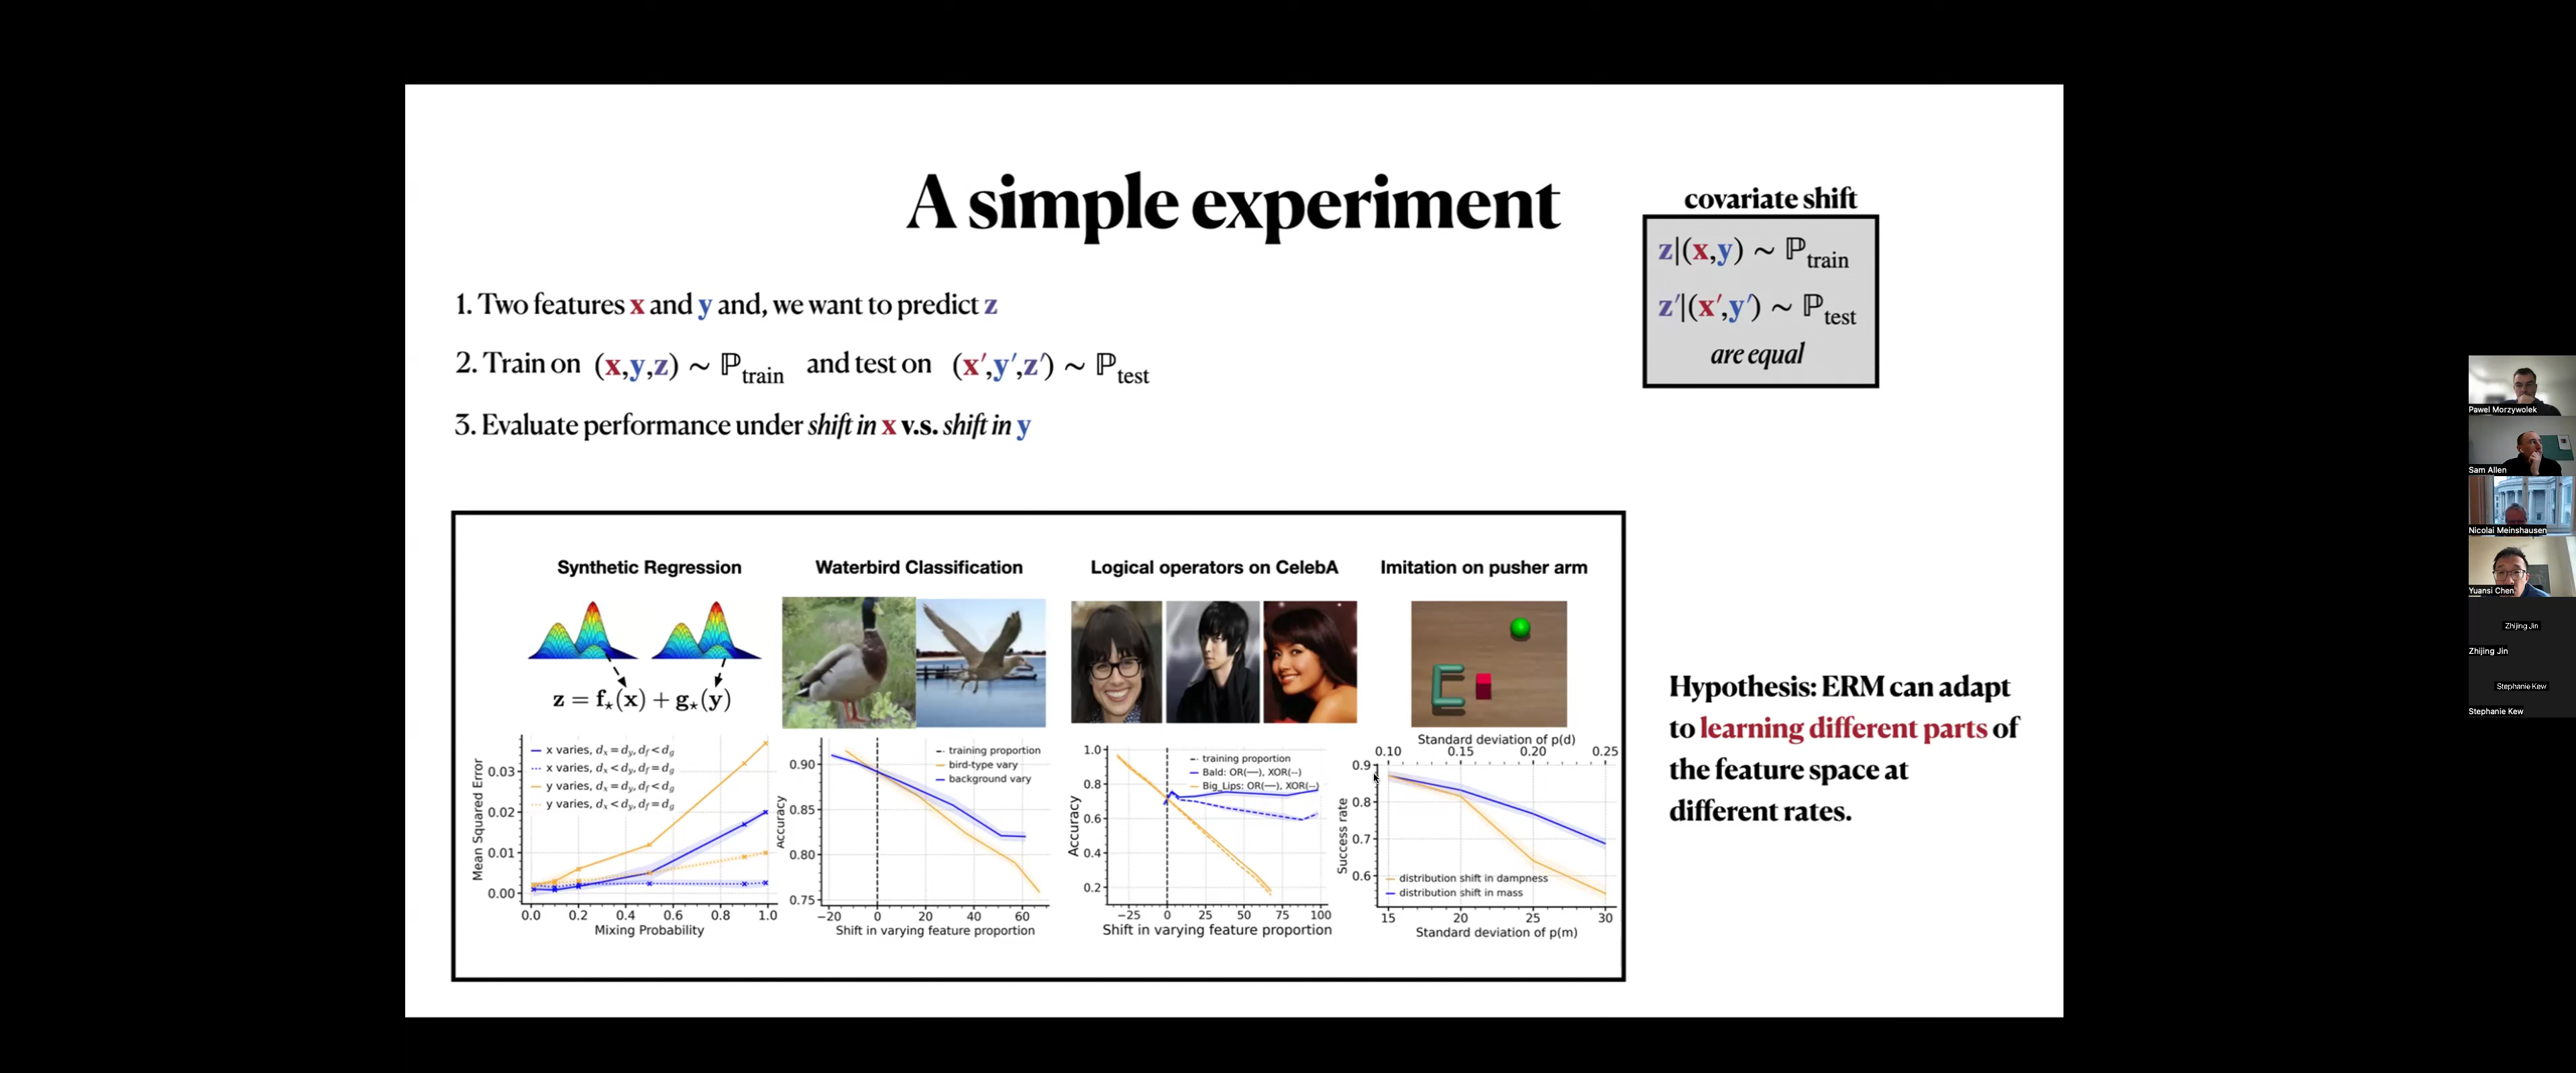 A simple experiment
covariate shift
z|(x,y) ∼ ℙtrain
z′|(x′,y′) ∼ ℙtest
are equal
1. Two features x and y and, we want to predict z
2. Train on (x,y,z) ∼ ℙtrain and test on (x′,y′,z′) ∼ ℙtest
3. Evaluate performance under shift in x v.s. shift in y
Synthetic Regression
z = f⋆(x) + g⋆(y)
x varies, dx = dy, df < dg
x varies, dx < dy, df = dg
y varies, dx = dy, df < dg
y varies, dx < dy, df = dg
Mean Squared Error
0.03
0.02
0.01
0.00
0.0 0.2 0.4 0.6 0.8 1.0
Mixing Probability
Waterbird Classification
training proportion
bird-type vary
background vary
Accuracy
0.90
0.85
0.80
0.75
−20 0 20 40 60
Shift in varying feature proportion
Logical operators on CelebA
training proportion
Bald: OR(—), XOR(--)
Big_Lips: OR(—), XOR(--)
Accuracy
1.0
0.8
0.6
0.4
0.2
−25 0 25 50 75 100
Shift in varying feature proportion
Imitation on pusher arm
Standard deviation of p(d)
0.10 0.15 0.20 0.25
Success rate
0.9
0.8
0.7
0.6
distribution shift in dampness
distribution shift in mass
15 20 25 30
Standard deviation of p(m)
Hypothesis: ERM can adapt
to learning different parts of
the feature space at
different rates.
Pawel Morzywolek
Sam Allen
Nicolai Meinshausen
Yuansi Chen
Zhijing Jin
Zhijing Jin
Stephanie Kew
Stephanie Kew